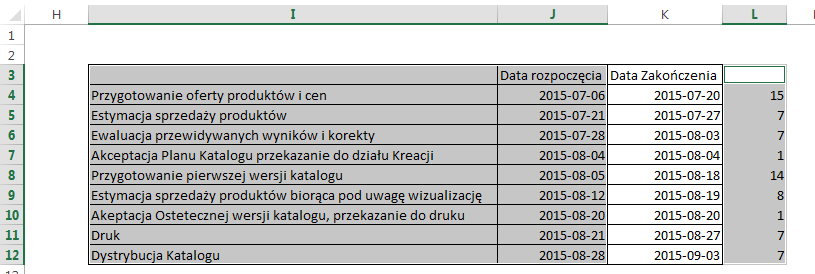 H I J K L
1
2
3 Data rozpoczęcia Data Zakończenia
4 Przygotowanie oferty produktów i cen 2015-07-06 2015-07-20 15
5 Estymacja sprzedaży produktów 2015-07-21 2015-07-27 7
6 Ewaluacja przewidywanych wyników i korekty 2015-07-28 2015-08-03 7
7 Akceptacja Planu Katalogu przekazanie do działu Kreacji 2015-08-04 2015-08-04 1
8 Przygotowanie pierwszej wersji katalogu 2015-08-05 2015-08-18 14
9 Estymacja sprzedaży produktów biorąca pod uwagę wizualizację 2015-08-12 2015-08-19 8
10 Akeptacja Ostetecznej wersji katalogu, przekazanie do druku 2015-08-20 2015-08-20 1
11 Druk 2015-08-21 2015-08-27 7
12 Dystrybucja Katalogu 2015-08-28 2015-09-03 7